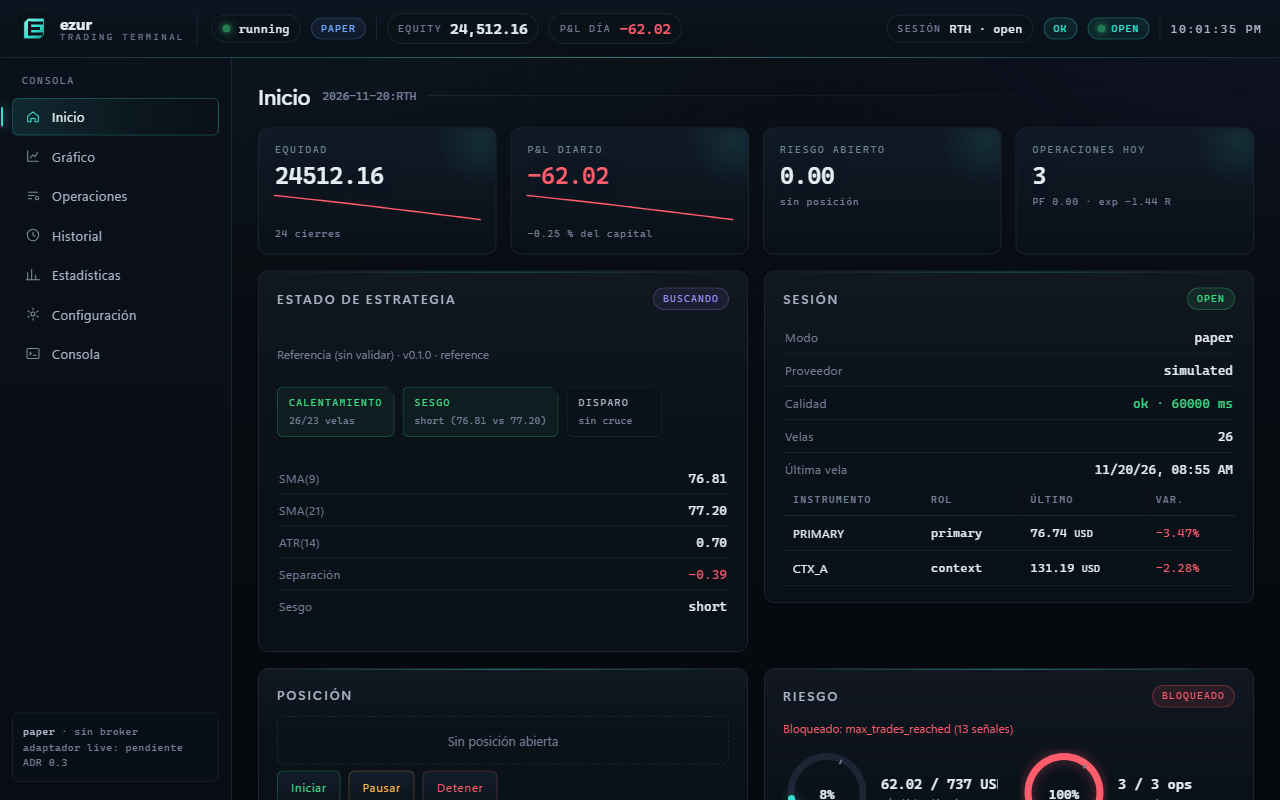 ezur
TRADING TERMINAL
running
PAPER
EQUITY 24,512.16
P&L DÍA −62.02
SESIÓN RTH · open
OK
OPEN
10:01:35 PM
CONSOLA
Inicio
Gráfico
Operaciones
Historial
Estadísticas
Configuración
Consola
paper · sin broker
adaptador live: pendiente
ADR 0.3
Inicio 2026-11-20:RTH
EQUIDAD
24512.16
24 cierres
P&L DIARIO
−62.02
−0.25 % del capital
RIESGO ABIERTO
0.00
sin posición
OPERACIONES HOY
3
PF 0.00 · exp −1.44 R
ESTADO DE ESTRATEGIA
BUSCANDO
Referencia (sin validar) · v0.1.0 · reference
CALENTAMIENTO
26/23 velas
SESGO
short (76.81 vs 77.20)
DISPARO
sin cruce
SMA(9) 76.81
SMA(21) 77.20
ATR(14) 0.70
Separación −0.39
Sesgo short
SESIÓN
OPEN
Modo paper
Proveedor simulated
Calidad ok · 60000 ms
Velas 26
Última vela 11/20/26, 08:55 AM
INSTRUMENTO ROL ÚLTIMO VAR.
PRIMARY primary 76.74 USD −3.47%
CTX_A context 131.19 USD −2.28%
POSICIÓN
Sin posición abierta
Iniciar
Pausar
Detener
RIESGO
BLOQUEADO
Bloqueado: max_trades_reached (13 señales)
8%
62.02 / 737
100%
3 / 3 ops